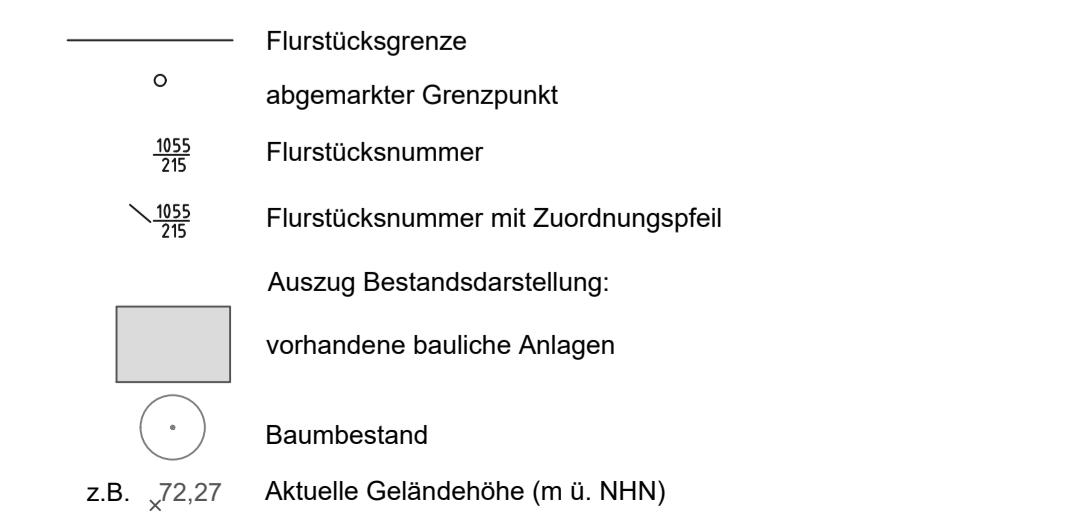 Flurstücksgrenze
abgemarkter Grenzpunkt
1055
215
Flurstücksnummer
1055
215
Flurstücksnummer mit Zuordnungspfeil
Auszug Bestandsdarstellung:
vorhandene bauliche Anlagen
Baumbestand
z.B. ×72,27 Aktuelle Geländehöhe (m ü. NHN)